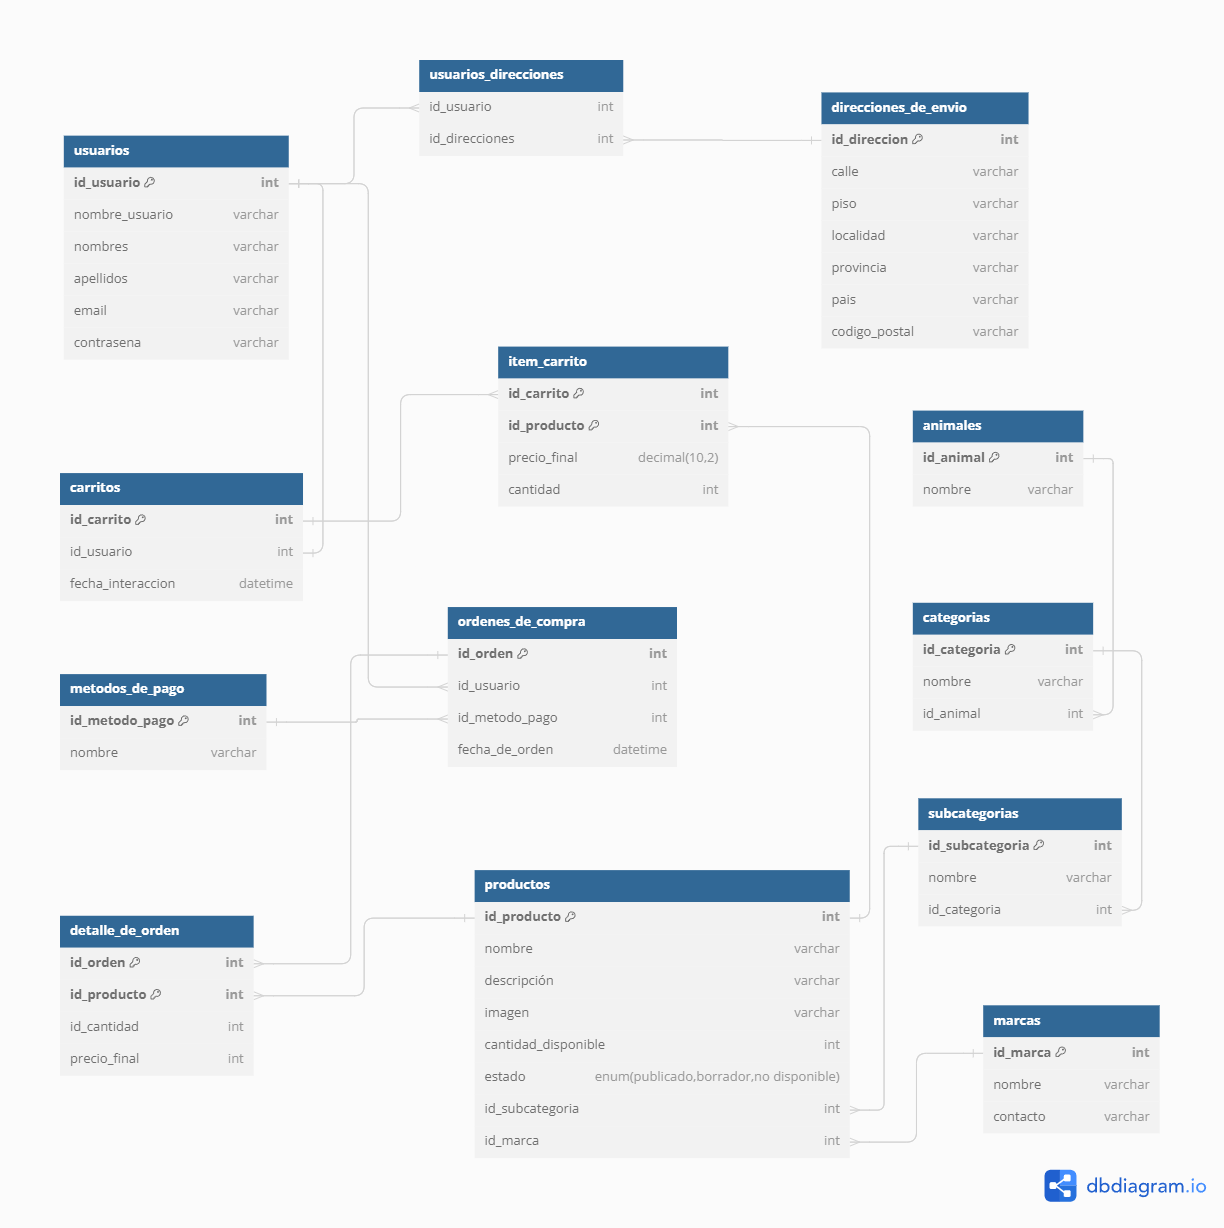 usuarios_direcciones
id_usuario int
id_direcciones int
direcciones_de_envio
id_direccion int
calle varchar
piso varchar
localidad varchar
provincia varchar
pais varchar
codigo_postal varchar
usuarios
id_usuario int
nombre_usuario varchar
nombres varchar
apellidos varchar
email varchar
contrasena varchar
item_carrito
id_carrito int
id_producto int
precio_final decimal(10,2)
cantidad int
animales
id_animal int
nombre varchar
carritos
id_carrito int
id_usuario int
fecha_interaccion datetime
ordenes_de_compra
id_orden int
id_usuario int
id_metodo_pago int
fecha_de_orden datetime
categorias
id_categoria int
nombre varchar
id_animal int
metodos_de_pago
id_metodo_pago int
nombre varchar
subcategorias
id_subcategoria int
nombre varchar
id_categoria int
productos
id_producto int
nombre varchar
descripción varchar
imagen varchar
cantidad_disponible int
estado enum(publicado,borrador,no disponible)
id_subcategoria int
id_marca int
detalle_de_orden
id_orden int
id_producto int
id_cantidad int
precio_final int
marcas
id_marca int
nombre varchar
contacto varchar
dbdiagram.io